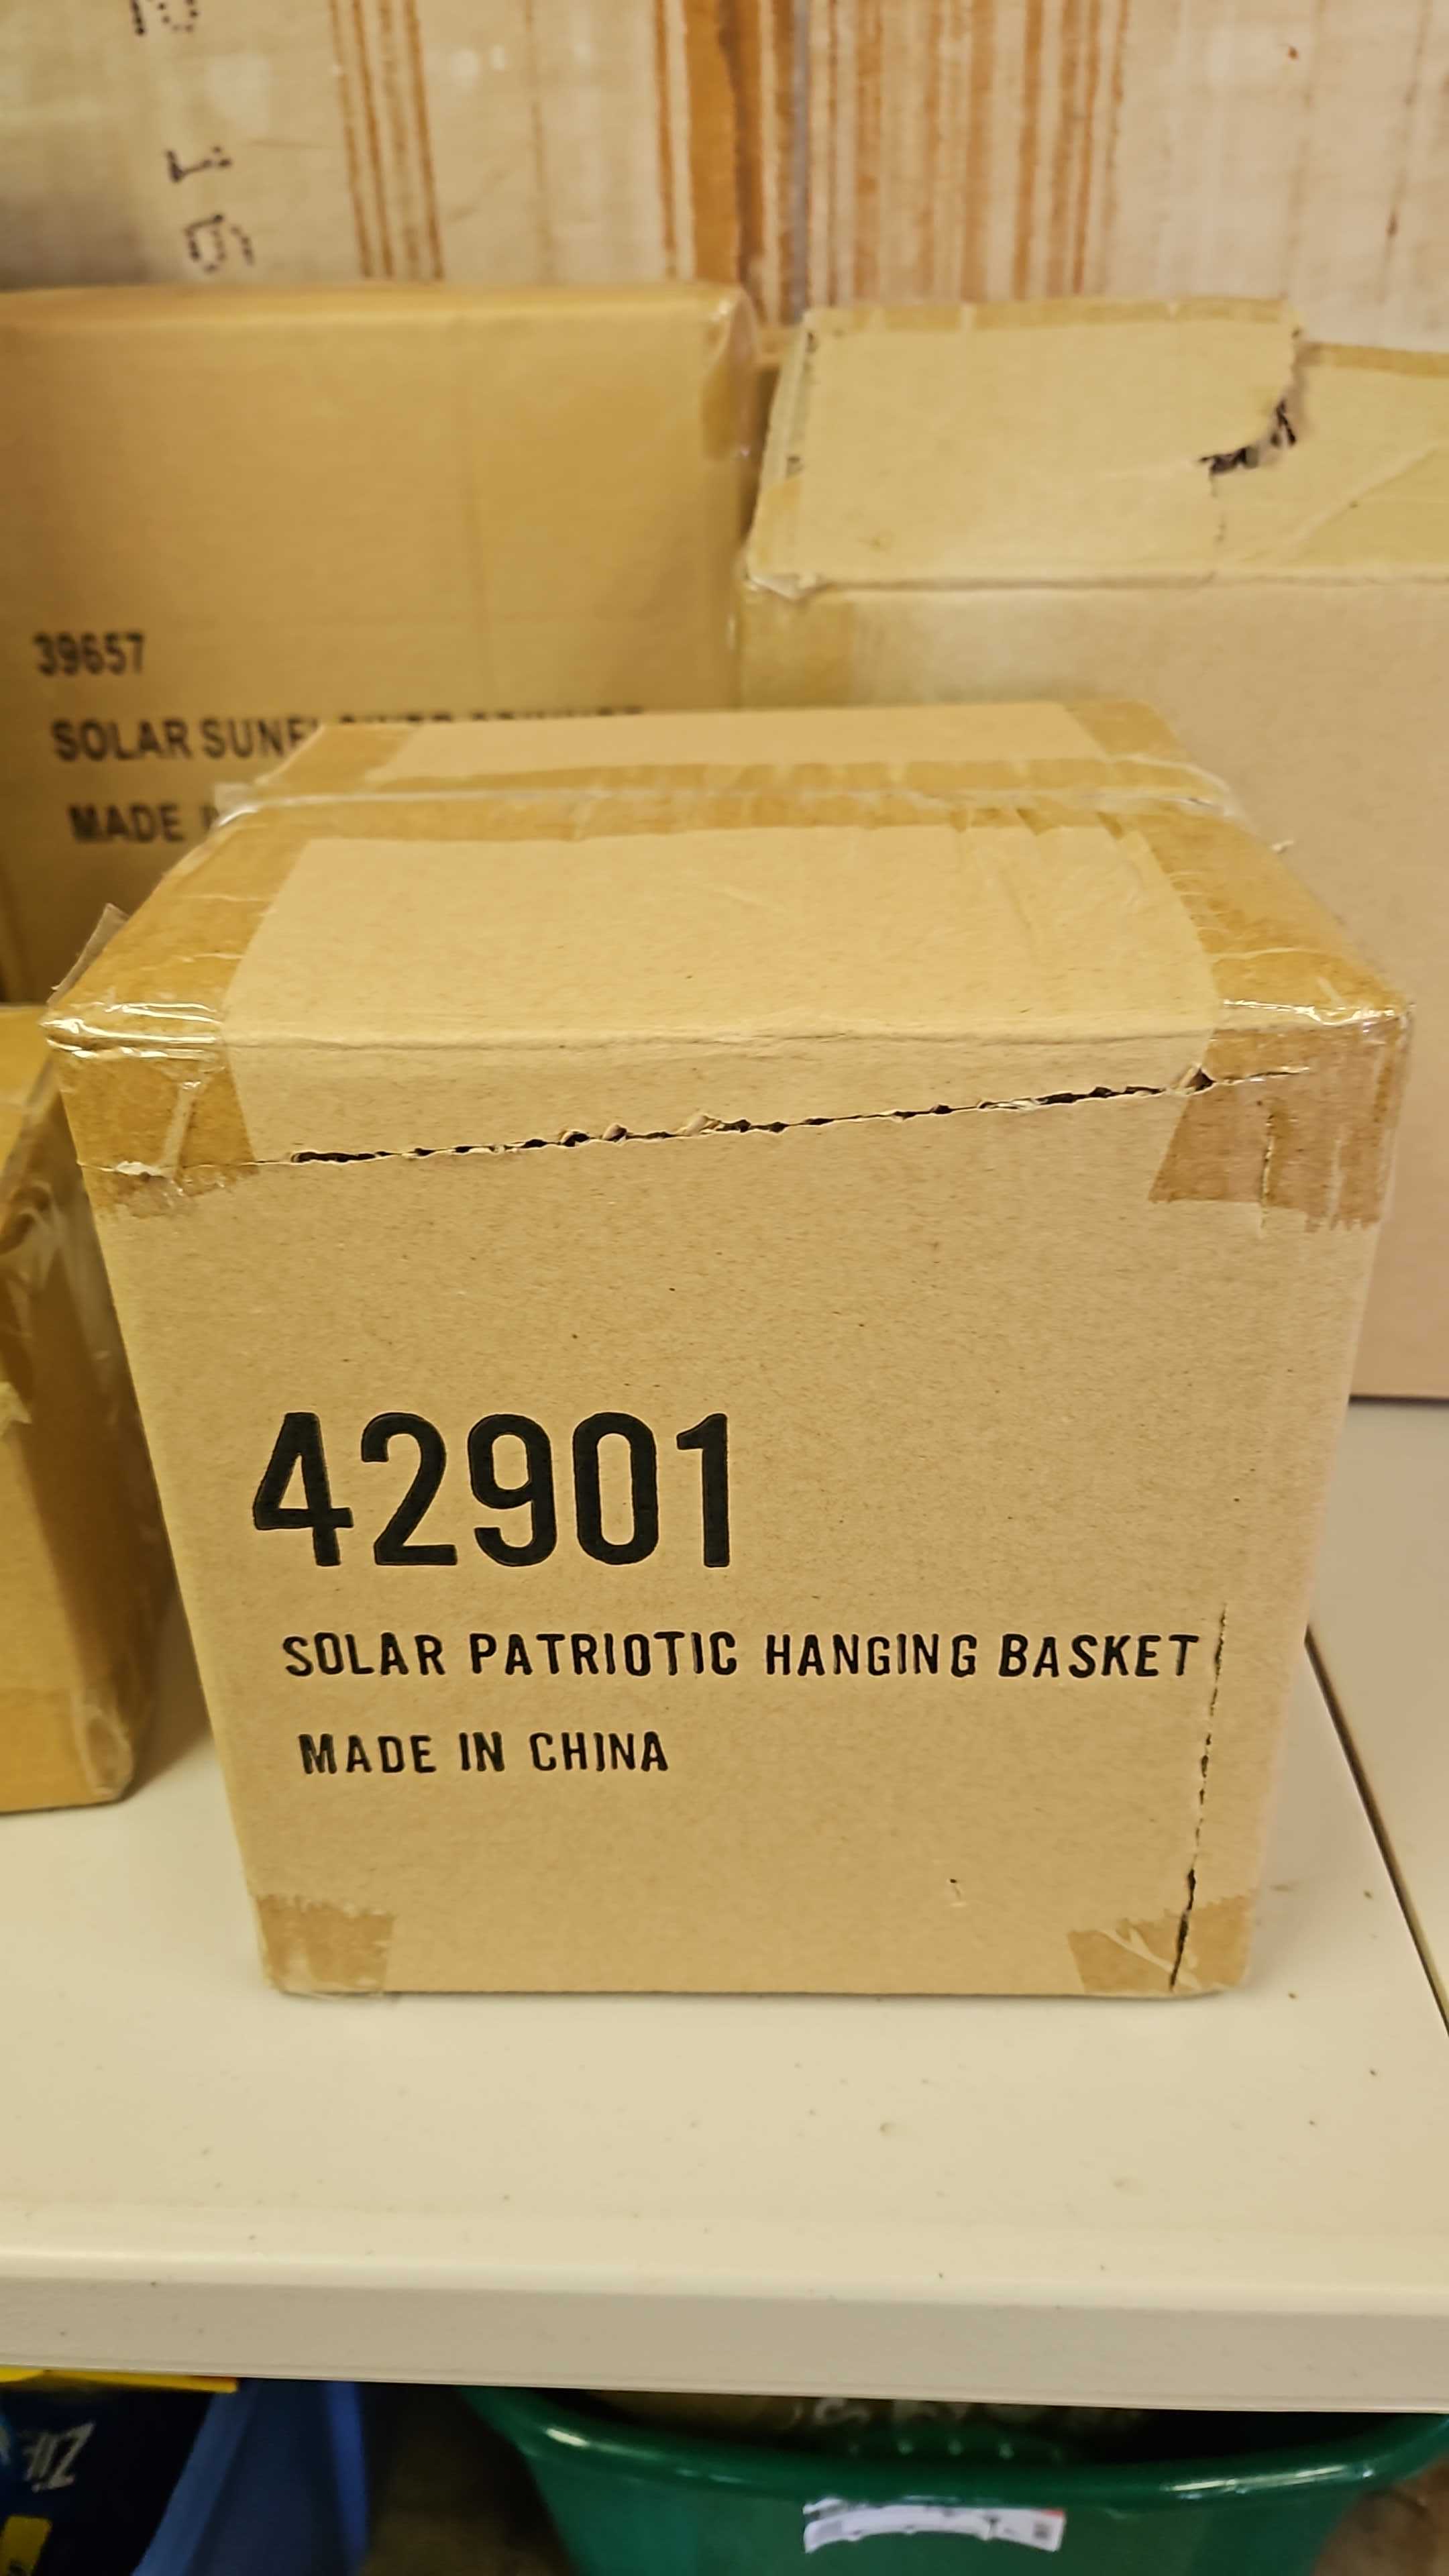 39657
SOLAR
MADE
42901
SOLAR PATRIOTIC HANGING BASKET
MADE IN CHINA